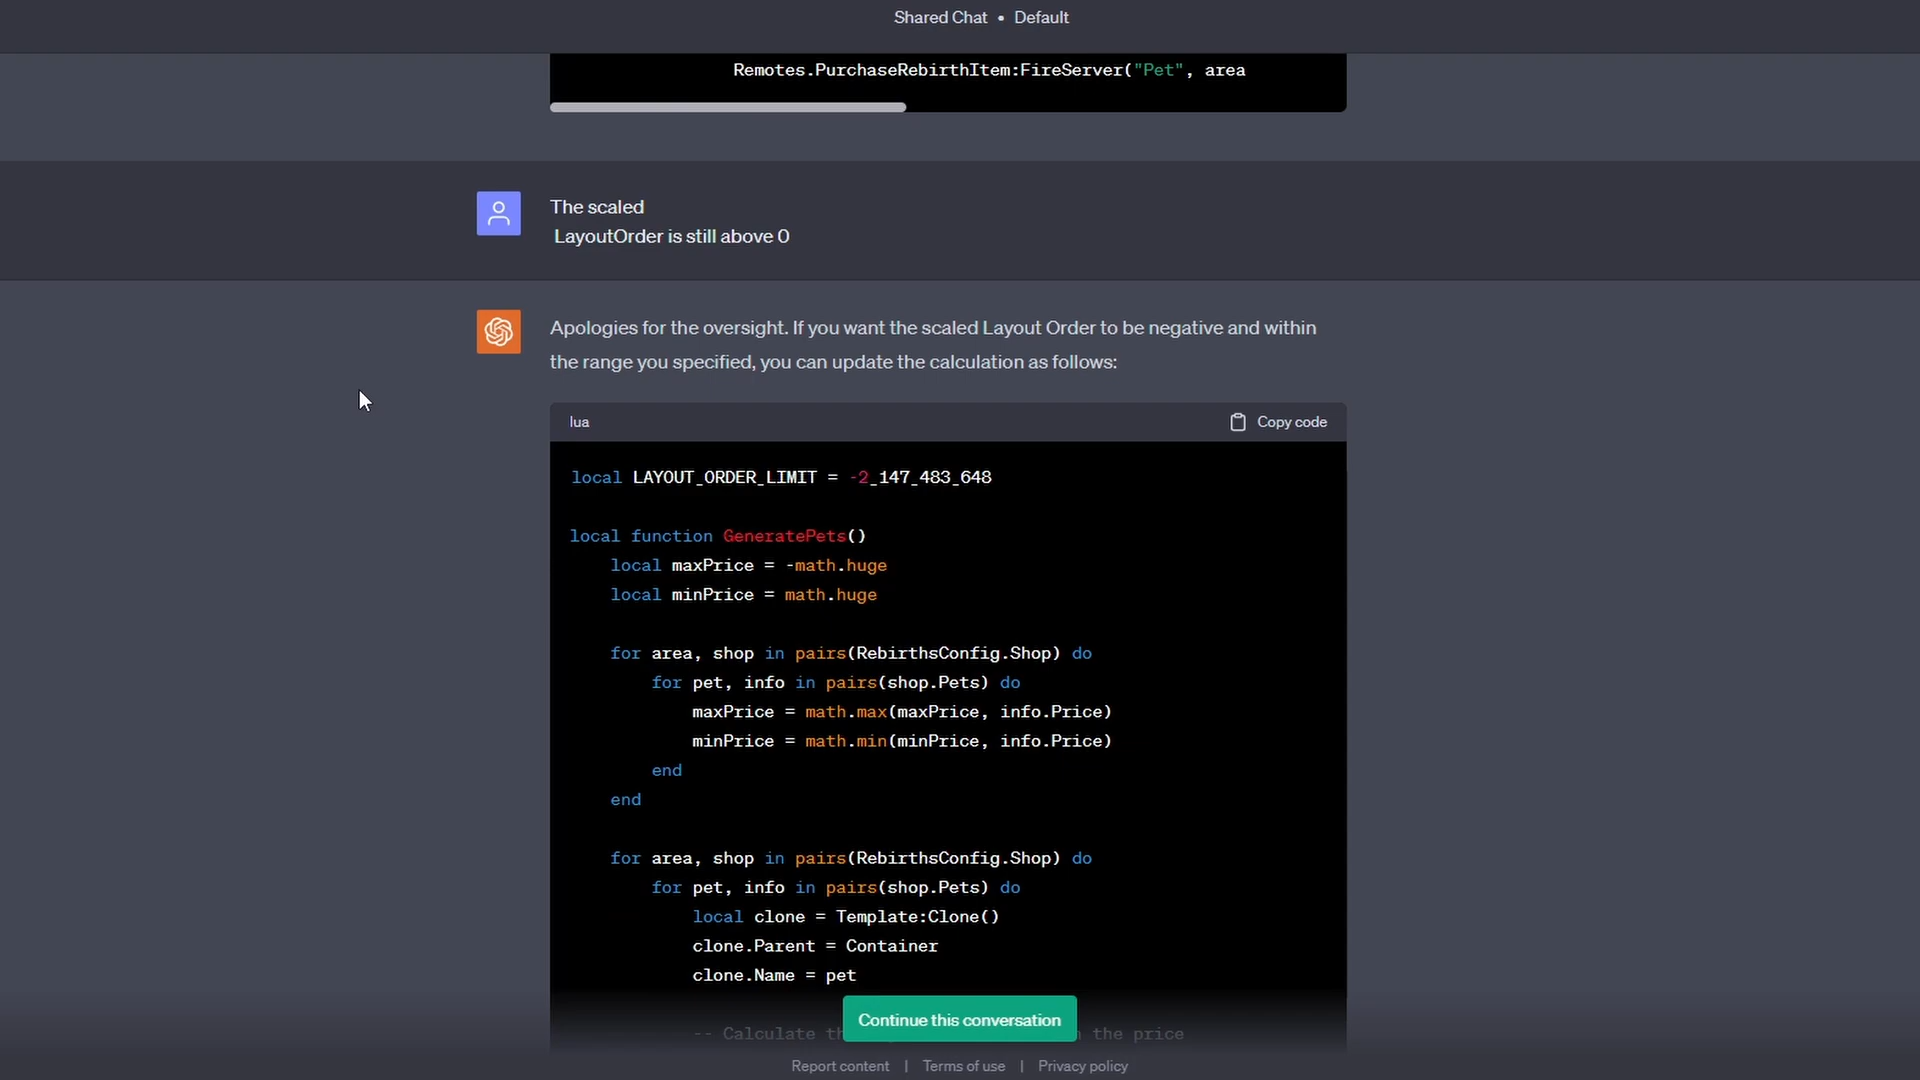 Shared Chat • Default
Remotes.PurchaseRebirthItem:FireServer("Pet", area
The scaled
LayoutOrder is still above 0
Apologies for the oversight. If you want the scaled Layout Order to be negative and within
the range you specified, you can update the calculation as follows:
lua
Copy code
local LAYOUT_ORDER_LIMIT = -2_147_483_648
local function GeneratePets()
local maxPrice = -math.huge
local minPrice = math.huge
for area, shop in pairs(RebirthsConfig.Shop) do
for pet, info in pairs(shop.Pets) do
maxPrice = math.max(maxPrice, info.Price)
minPrice = math.min(minPrice, info.Price)
end
end
for area, shop in pairs(RebirthsConfig.Shop) do
for pet, info in pairs(shop.Pets) do
local clone = Template:Clone()
clone.Parent = Container
clone.Name = pet
-- Calculate the price
Continue this conversation
Report content | Terms of use | Privacy policy